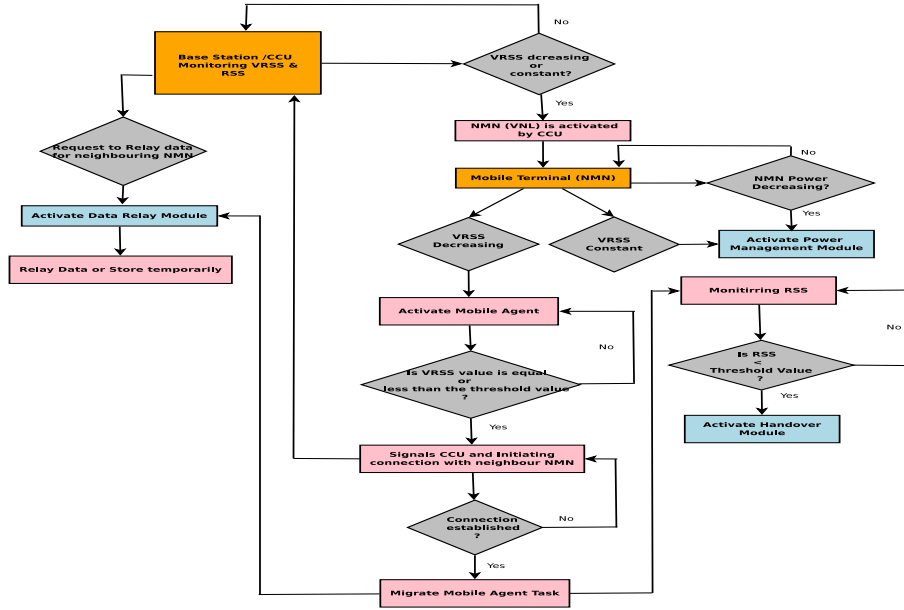 No
Base Station /CCU
Monitoring VRSS &
RSS
VRSS dcreasing
or
constant?
Yes
NMN (VNL) is activated
by CCU
Request to Relay data
for neighbouring NMN
No
Mobile Terminal (NMN)
NMN Power
Decreasing?
Yes
Activate Data Relay Module
VRSS
Decreasing
VRSS
Constant
Activate Power
Management Module
Relay Data or Store temporarily
Monitirring RSS
Activate Mobile Agent
No
No
Is RSS
<
Threshold Value
?
Is VRSS value is equal
or
less than the threshold value
?
Yes
Yes
Activate Handover
Module
Signals CCU and Initiating
connection with neighbour NMN
Connection
established
?
No
Yes
Migrate Mobile Agent Task